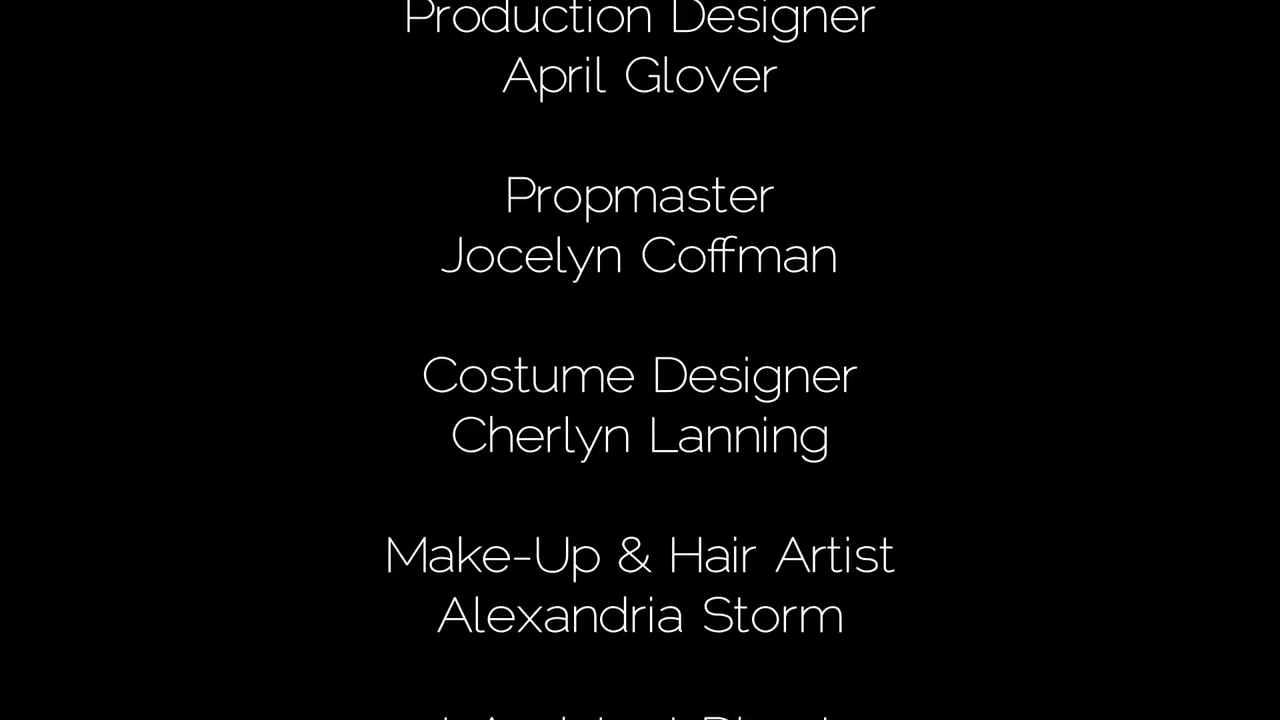 Production Designer
April Glover
Propmaster
Jocelyn Coffman
Costume Designer
Cherlyn Lanning
Make-Up & Hair Artist
Alexandria Storm